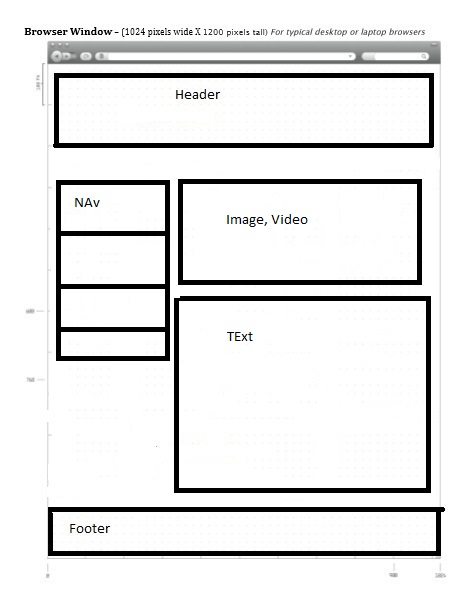 Browser Window – (1024 pixels wide X 1200 pixels tall) For typical desktop or laptop browsers
Header
NAv
Image, Video
TExt
Footer